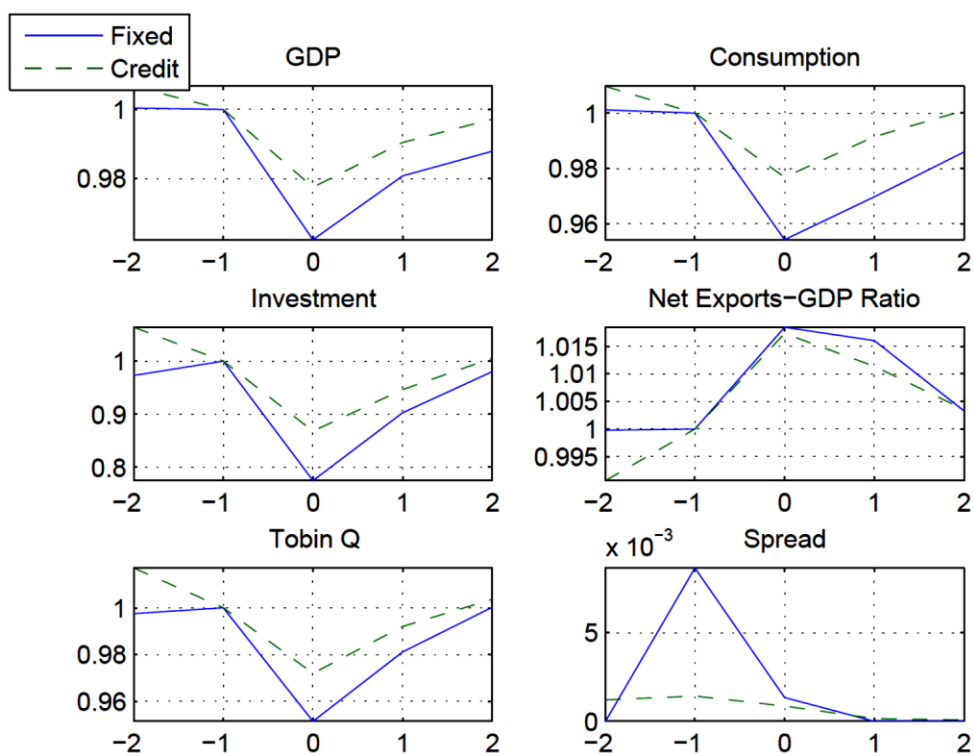 Fixed
Credit
GDP
1
0.98
−2 −1 0 1 2
Consumption
1
0.98
0.96
−2 −1 0 1 2
Investment
1
0.9
0.8
−2 −1 0 1 2
Net Exports−GDP Ratio
1.015
1.01
1.005
1
0.995
−2 −1 0 1 2
Tobin Q
1
0.98
0.96
−2 −1 0 1 2
Spread
x 10⁻³
5
0
−2 −1 0 1 2